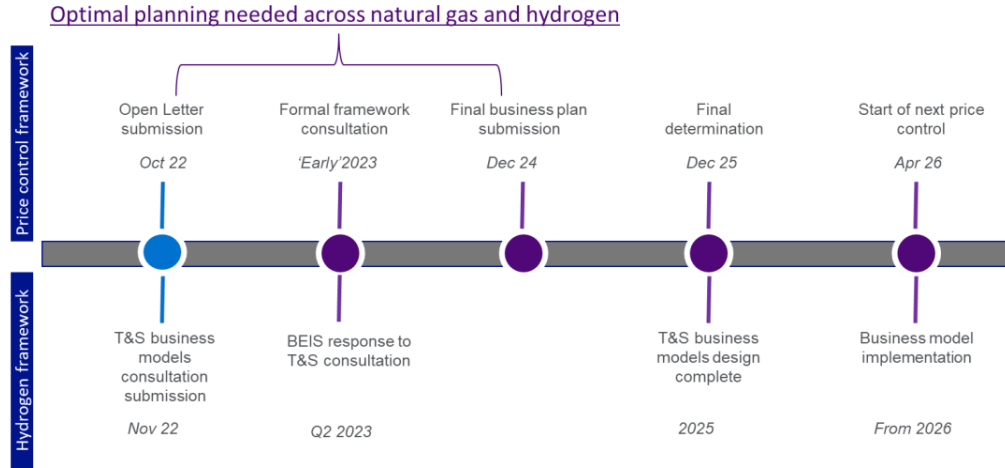 Optimal planning needed across natural gas and hydrogen
Price control framework
Open Letter
submission
Oct 22
Formal framework
consultation
‘Early’2023
Final business plan
submission
Dec 24
Final
determination
Dec 25
Start of next price
control
Apr 26
Hydrogen framework
T&S business
models
consultation
submission
Nov 22
BEIS response to
T&S consultation
Q2 2023
T&S business
models design
complete
2025
Business model
implementation
From 2026